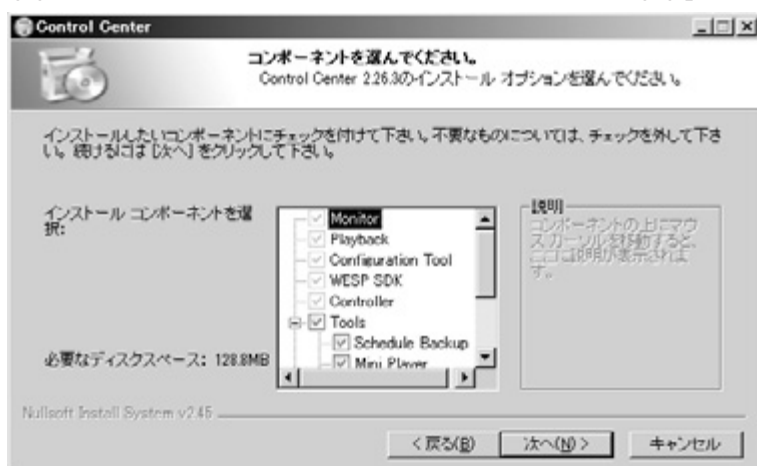 Control Center
コンポーネントを選んでください。
Control Center 2.26.3のインストール オプションを選んでください。
インストールしたいコンポーネントにチェックを付けて下さい。不要なものについては、チェックを外して下さ
い。続けるには [次へ] をクリックして下さい。
インストール コンポーネントを選
択:
Monitor
Playback
Configuration Tool
WESP SDK
Controller
Tools
Schedule Backup
Mini Player
説明
コンポーネントの上にマウ
ス カーソルを移動すると、
ここに説明が表示されま
す。
必要なディスクスペース: 128.8MB
Nullsoft Install System v2.45
< 戻る(B)
次へ(N) >
キャンセル